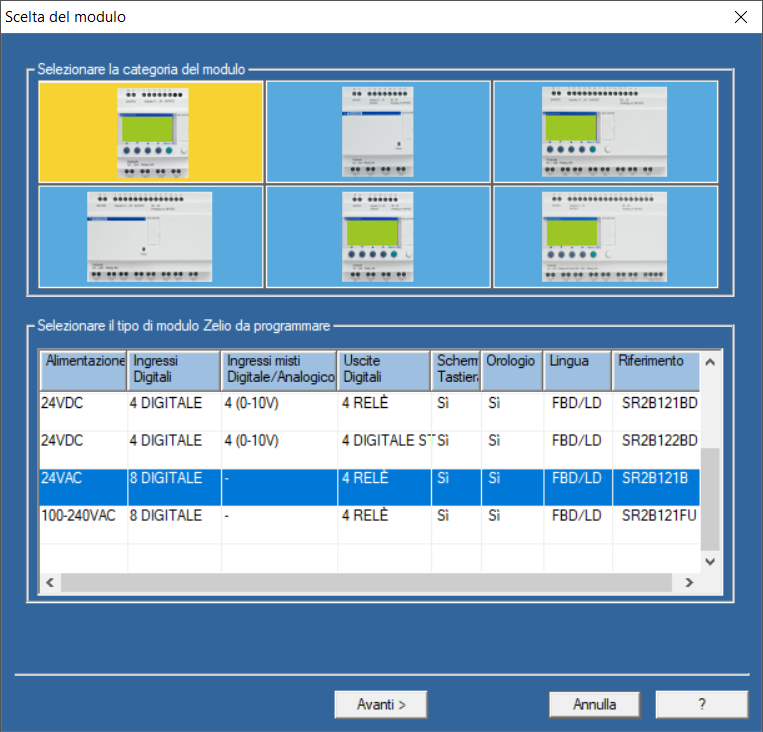 Scelta del modulo
Selezionare la categoria del modulo
Selezionare il tipo di modulo Zelio da programmare
Alimentazione Ingressi Digitali Ingressi misti Digitale/Analogico Uscite Digitali Scherm Tastiera Orologio Lingua Riferimento
24VDC 4 DIGITALE 4 (0-10V) 4 RELÈ Sì Sì FBD/LD SR2B121BD
24VDC 4 DIGITALE 4 (0-10V) 4 DIGITALE ST Sì Sì FBD/LD SR2B122BD
24VAC 8 DIGITALE - 4 RELÈ Sì Sì FBD/LD SR2B121B
100-240VAC 8 DIGITALE - 4 RELÈ Sì Sì FBD/LD SR2B121FU
Avanti >
Annulla
?